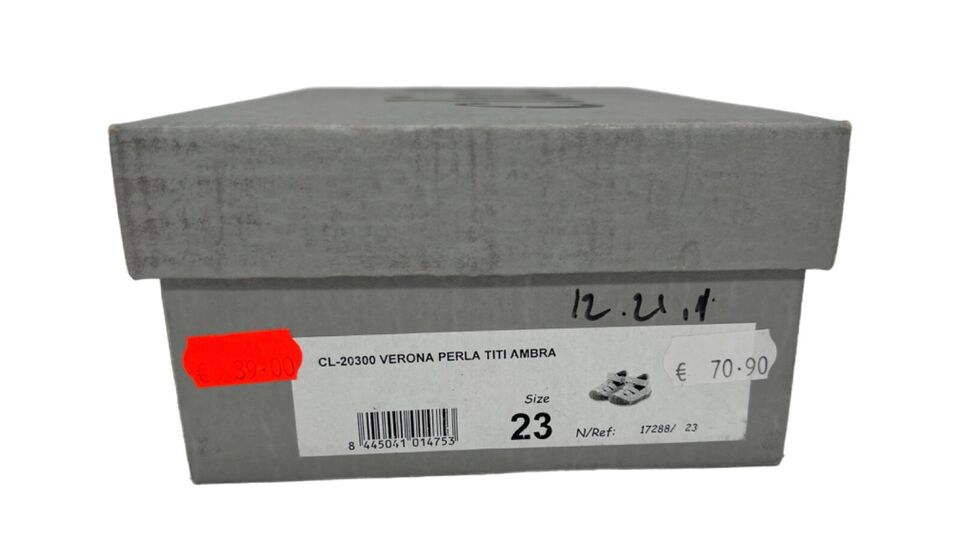 12.21.1
€ 39.00
CL-20300 VERONA PERLA TITI AMBRA
€ 70.90
Size
23
N/Ref: 17288/ 23
8 445041 014753